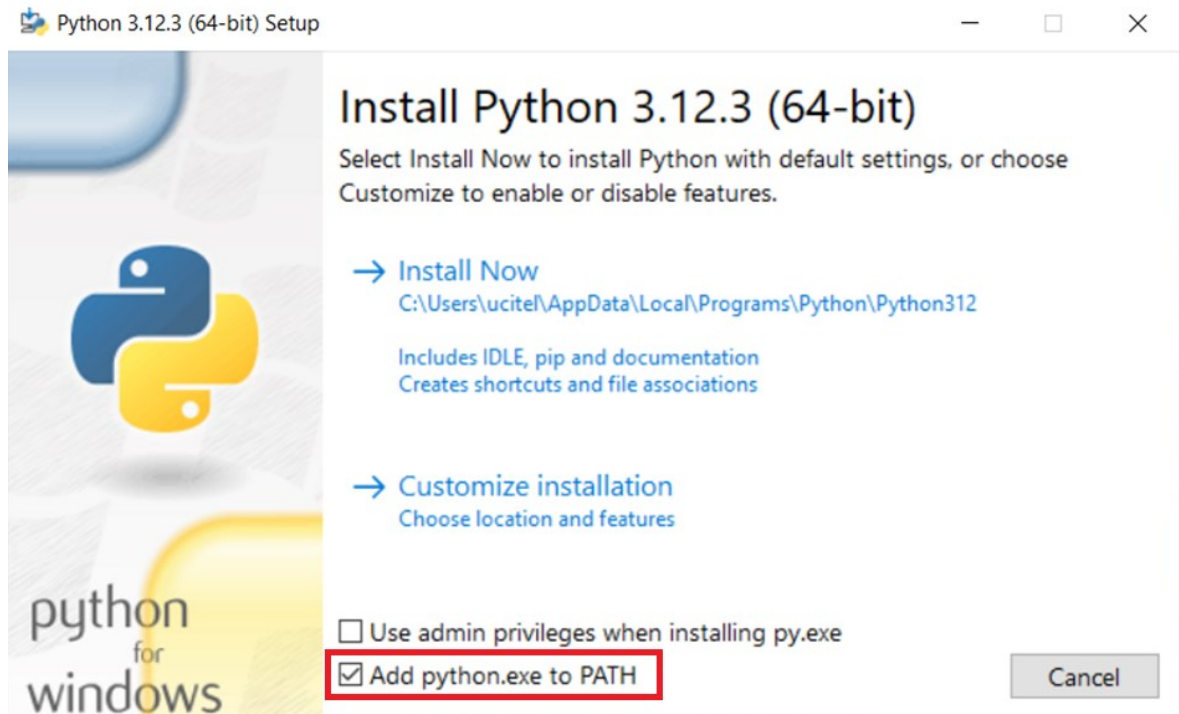 Python 3.12.3 (64-bit) Setup
Install Python 3.12.3 (64-bit)
Select Install Now to install Python with default settings, or choose
Customize to enable or disable features.
Install Now
C:\Users\ucitel\AppData\Local\Programs\Python\Python312
Includes IDLE, pip and documentation
Creates shortcuts and file associations
Customize installation
Choose location and features
python
for
windows
Use admin privileges when installing py.exe
Add python.exe to PATH
Cancel